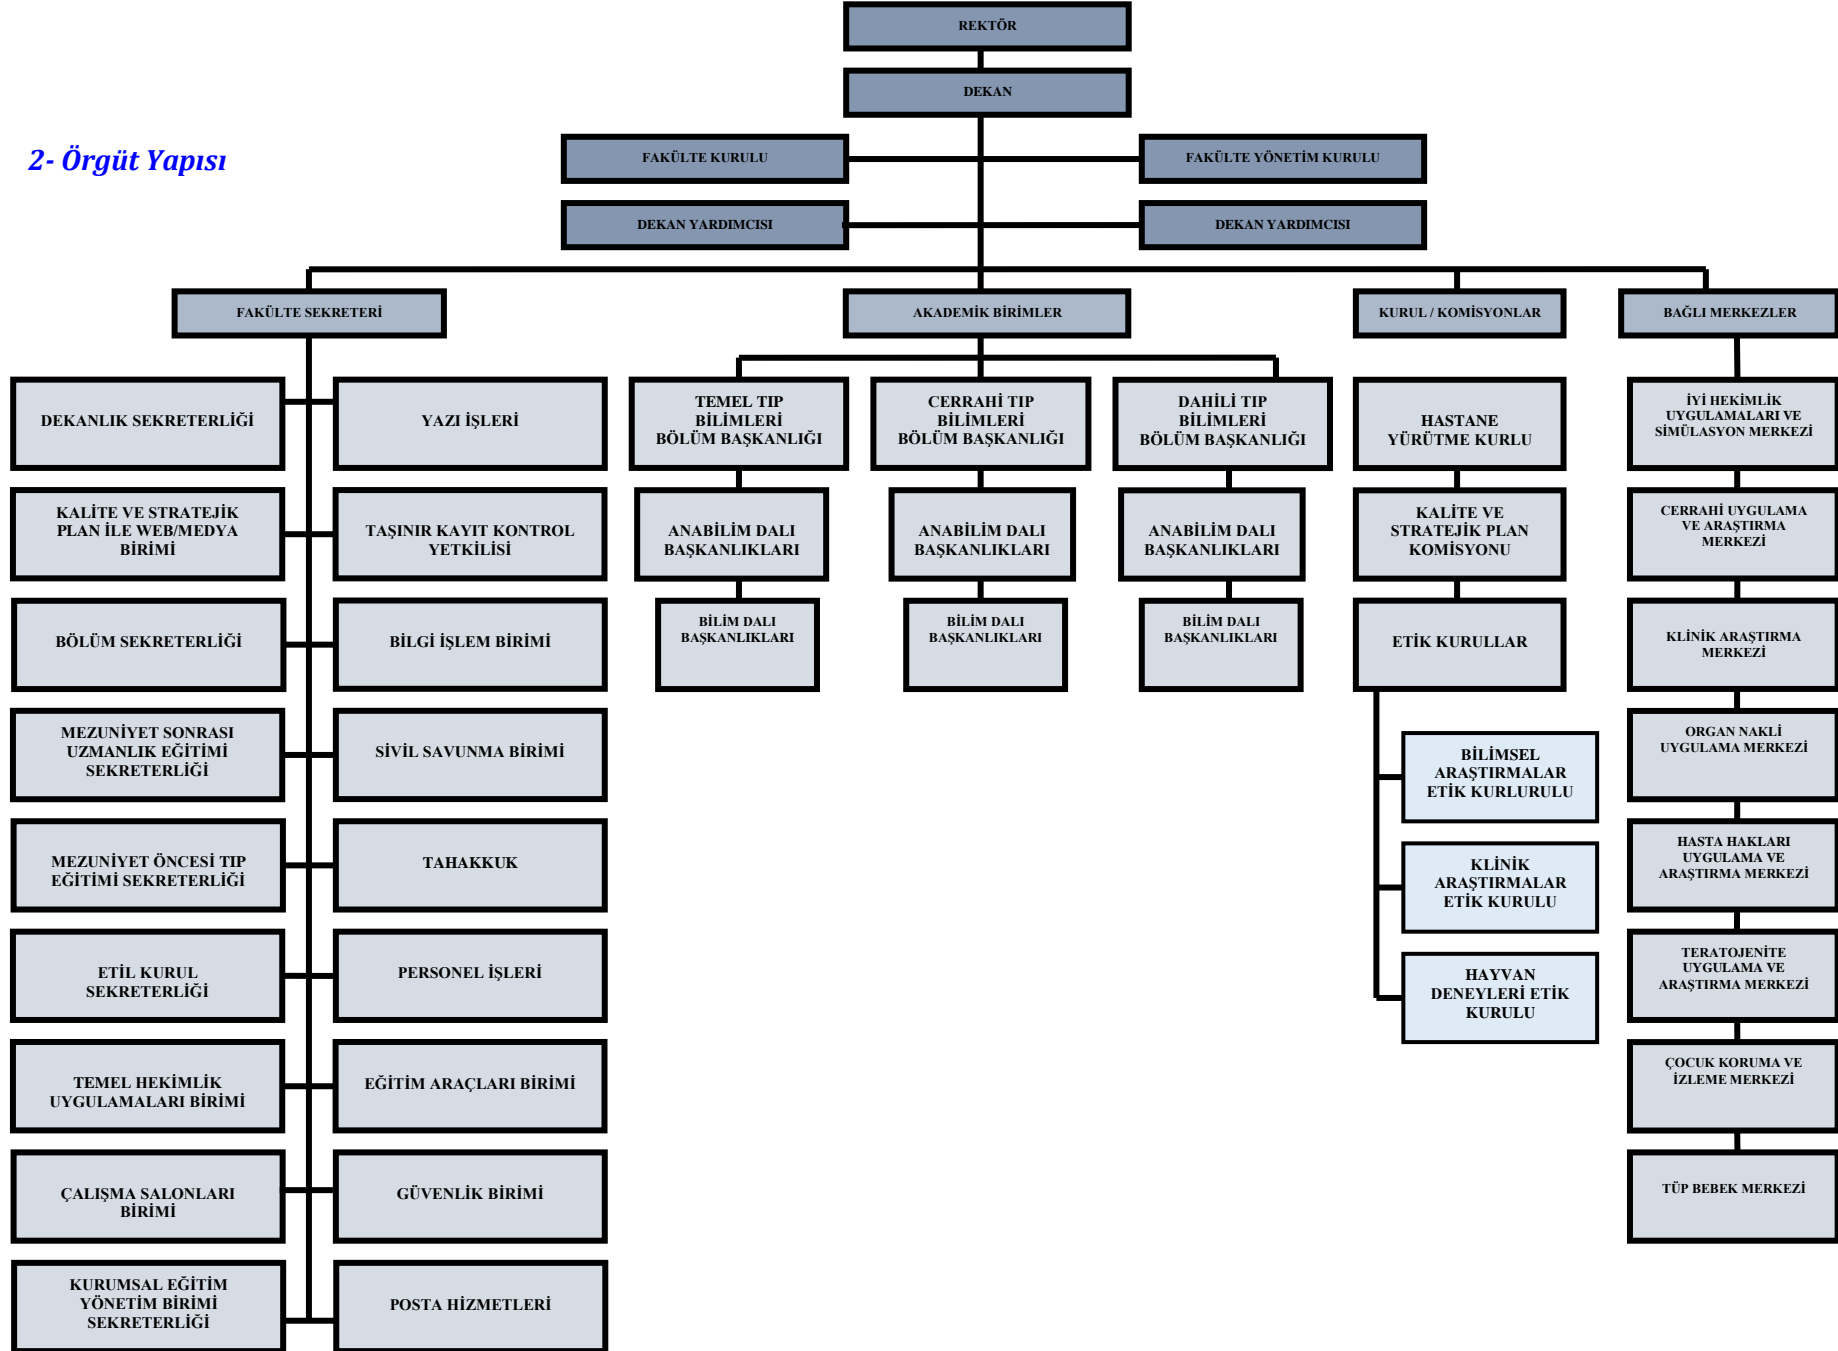 REKTÖR
DEKAN
2- Örgüt Yapısı
FAKÜLTE KURULU
FAKÜLTE YÖNETİM KURULU
DEKAN YARDIMCISI
DEKAN YARDIMCISI
FAKÜLTE SEKRETERİ
AKADEMİK BİRİMLER
KURUL / KOMİSYONLAR
BAĞLI MERKEZLER
DEKANLIK SEKRETERLİĞİ
YAZI İŞLERİ
KALİTE VE STRATEJİK
PLAN İLE WEB/MEDYA
BİRİMİ
TAŞINIR KAYIT KONTROL
YETKİLİSİ
BÖLÜM SEKRETERLİĞİ
BİLGİ İŞLEM BİRİMİ
MEZUNİYET SONRASI
UZMANLIK EĞİTİMİ
SEKRETERLİĞİ
SİVİL SAVUNMA BİRİMİ
MEZUNİYET ÖNCESİ TIP
EĞİTİMİ SEKRETERLİĞİ
TAHAKKUK
ETİL KURUL
SEKRETERLİĞİ
PERSONEL İŞLERİ
TEMEL HEKİMLİK
UYGULAMALARI BİRİMİ
EĞİTİM ARAÇLARI BİRİMİ
ÇALIŞMA SALONLARI
BİRİMİ
GÜVENLİK BİRİMİ
KURUMSAL EĞİTİM
YÖNETİM BİRİMİ
SEKRETERLİĞİ
POSTA HİZMETLERİ
TEMEL TIP
BİLİMLERİ
BÖLÜM BAŞKANLIĞI
ANABİLİM DALI
BAŞKANLIKLARI
BİLİM DALI
BAŞKANLIKLARI
CERRAHİ TIP
BİLİMLERİ
BÖLÜM BAŞKANLIĞI
ANABİLİM DALI
BAŞKANLIKLARI
BİLİM DALI
BAŞKANLIKLARI
DAHİLİ TIP
BİLİMLERİ
BÖLÜM BAŞKANLIĞI
ANABİLİM DALI
BAŞKANLIKLARI
BİLİM DALI
BAŞKANLIKLARI
HASTANE
YÜRÜTME KURLU
KALİTE VE
STRATEJİK PLAN
KOMİSYONU
ETİK KURULLAR
BİLİMSEL
ARAŞTIRMALAR
ETİK KURLURULU
KLİNİK
ARAŞTIRMALAR
ETİK KURULU
HAYVAN
DENEYLERİ ETİK
KURULU
İYİ HEKİMLİK
UYGULAMALARI VE
SİMÜLASYON MERKEZİ
CERRAHİ UYGULAMA
VE ARAŞTIRMA
MERKEZİ
KLİNİK ARAŞTIRMA
MERKEZİ
ORGAN NAKLİ
UYGULAMA MERKEZİ
HASTA HAKLARI
UYGULAMA VE
ARAŞTIRMA MERKEZİ
TERATOJENİTE
UYGULAMA VE
ARAŞTIRMA MERKEZİ
ÇOCUK KORUMA VE
İZLEME MERKEZİ
TÜP BEBEK MERKEZİ